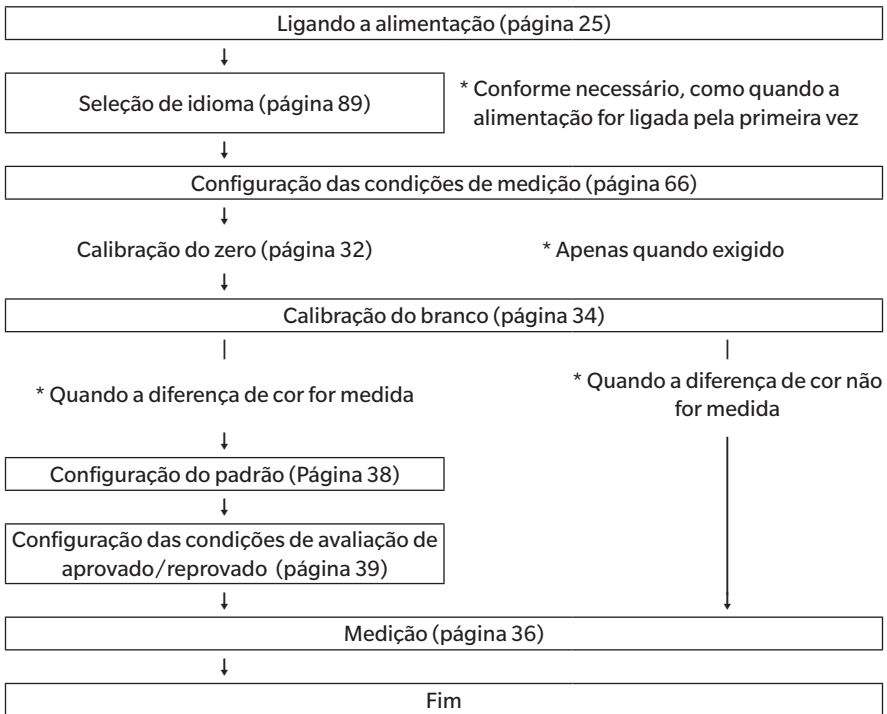 Ligando a alimentação (página 25)
↓
Seleção de idioma (página 89)
* Conforme necessário, como quando a
alimentação for ligada pela primeira vez
↓
Configuração das condições de medição (página 66)
↓
Calibração do zero (página 32)
* Apenas quando exigido
↓
Calibração do branco (página 34)
* Quando a diferença de cor for medida
* Quando a diferença de cor não
for medida
↓
Configuração do padrão (Página 38)
↓
Configuração das condições de avaliação de
aprovado/reprovado (página 39)
↓
Medição (página 36)
↓
Fim